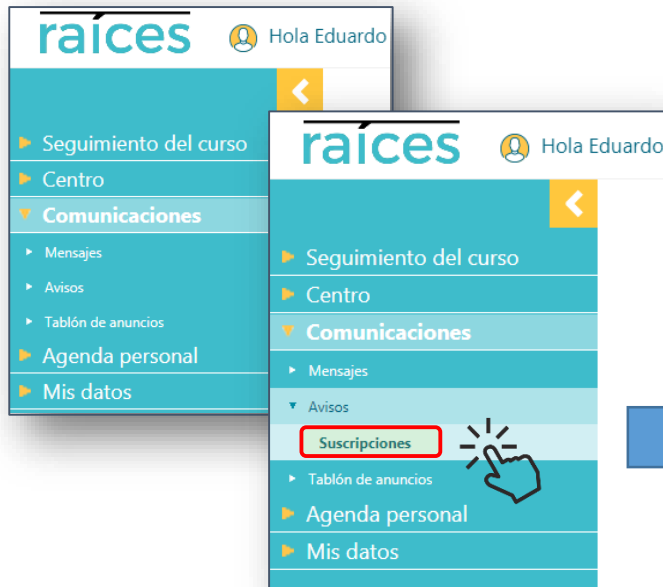 raíces
Hola Eduardo
Seguimiento del curso
Centro
Comunicaciones
Mensajes
Avisos
Tablón de anuncios
Agenda personal
Mis datos
raíces
Hola Eduardo
Seguimiento del curso
Centro
Comunicaciones
Mensajes
Avisos
Suscripciones
Tablón de anuncios
Agenda personal
Mis datos